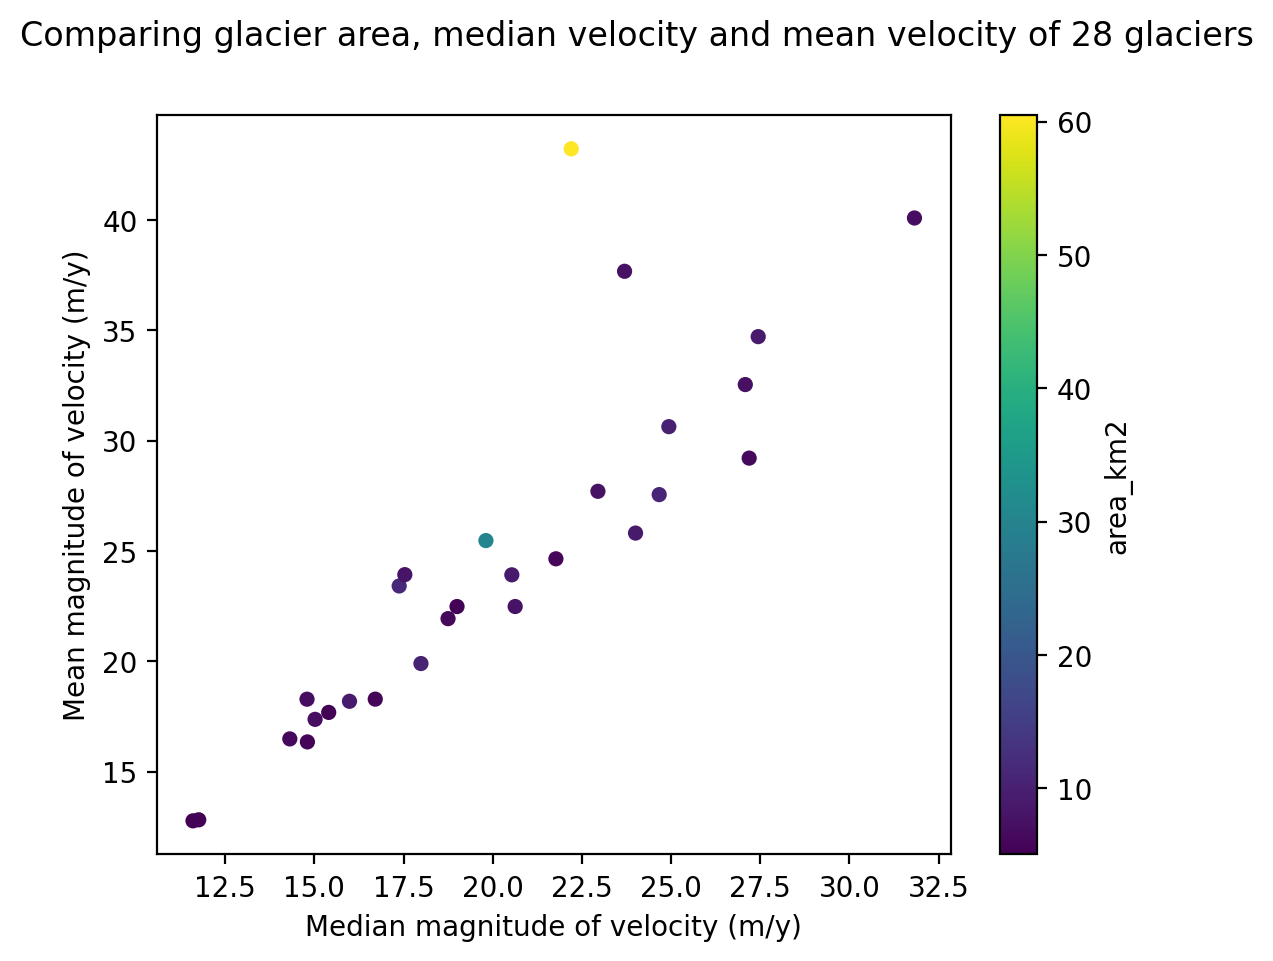 Comparing glacier area, median velocity and mean velocity of 28 glaciers
60
50
40
30
20
10
area_km2
40
35
30
25
20
15
Mean magnitude of velocity (m/y)
12.5 15.0 17.5 20.0 22.5 25.0 27.5 30.0 32.5
Median magnitude of velocity (m/y)